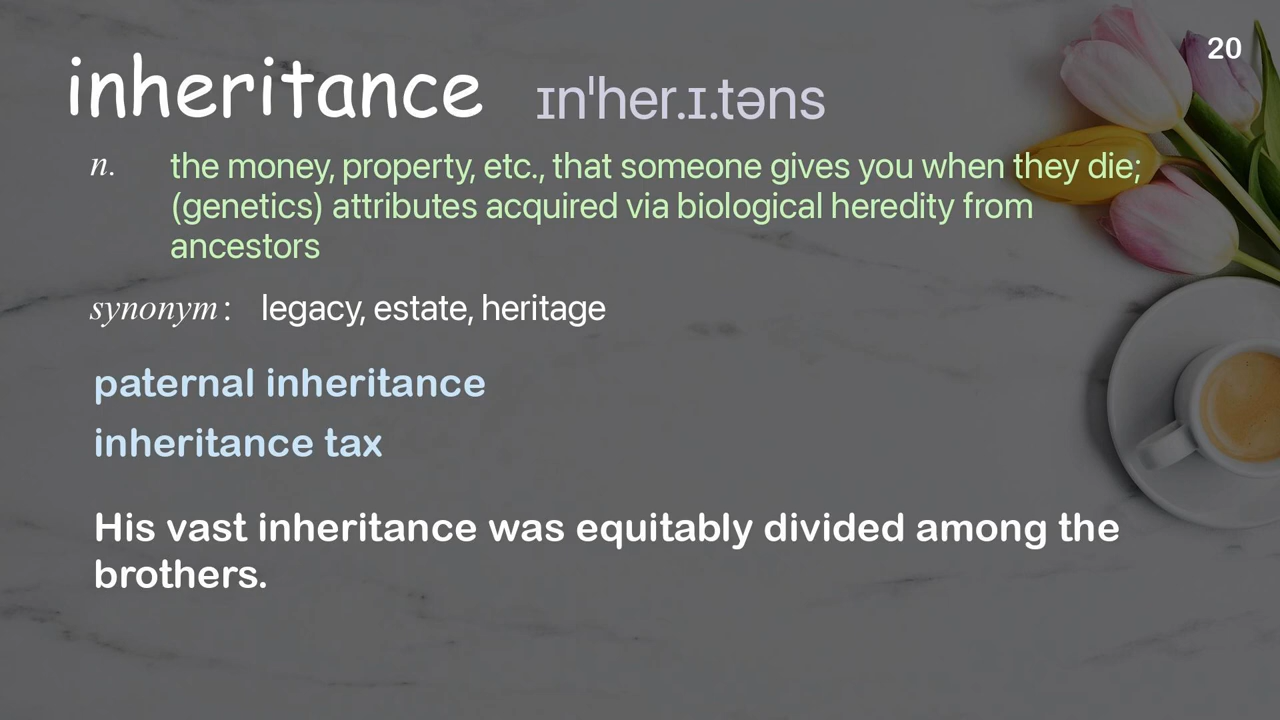 20
inheritance ɪnˈher.ɪ.təns
n. the money, property, etc., that someone gives you when they die;
(genetics) attributes acquired via biological heredity from
ancestors
synonym: legacy, estate, heritage
paternal inheritance
inheritance tax
His vast inheritance was equitably divided among the
brothers.